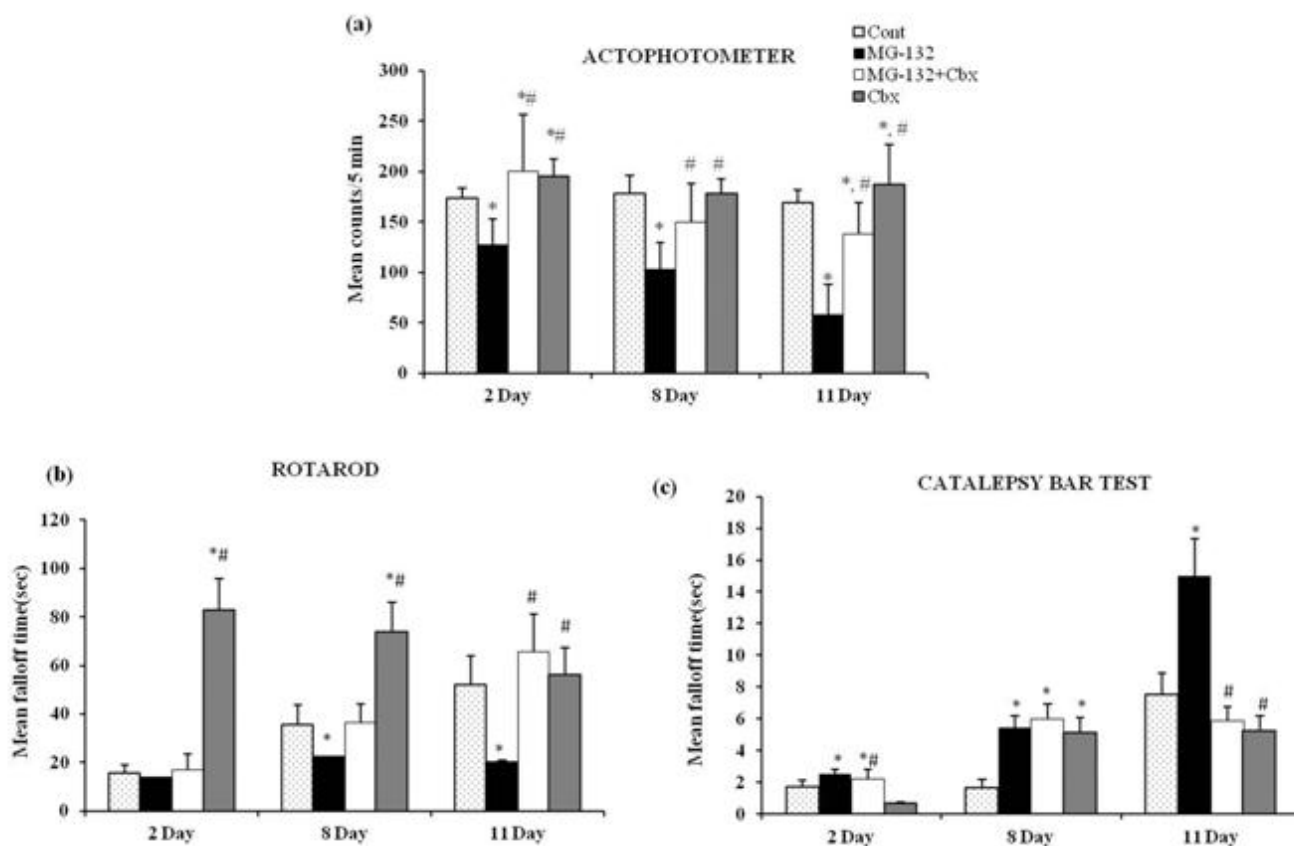 (a)
ACTOPHOTOMETER
Cont
MG-132
MG-132+Cbx
Cbx
Mean counts/5 min
300
250
200
150
100
50
0
*
*#
*#
*
#
#
*
*, #
*, #
2 Day
8 Day
11 Day
(b)
ROTAROD
Mean falloff time(sec)
120
100
80
60
40
20
0
*#
*
*#
*
#
#
2 Day
8 Day
11 Day
(c)
CATALEPSY BAR TEST
Mean falloff time(sec)
20
18
16
14
12
10
8
6
4
2
0
*
*#
*
*
*
*
#
#
2 Day
8 Day
11 Day